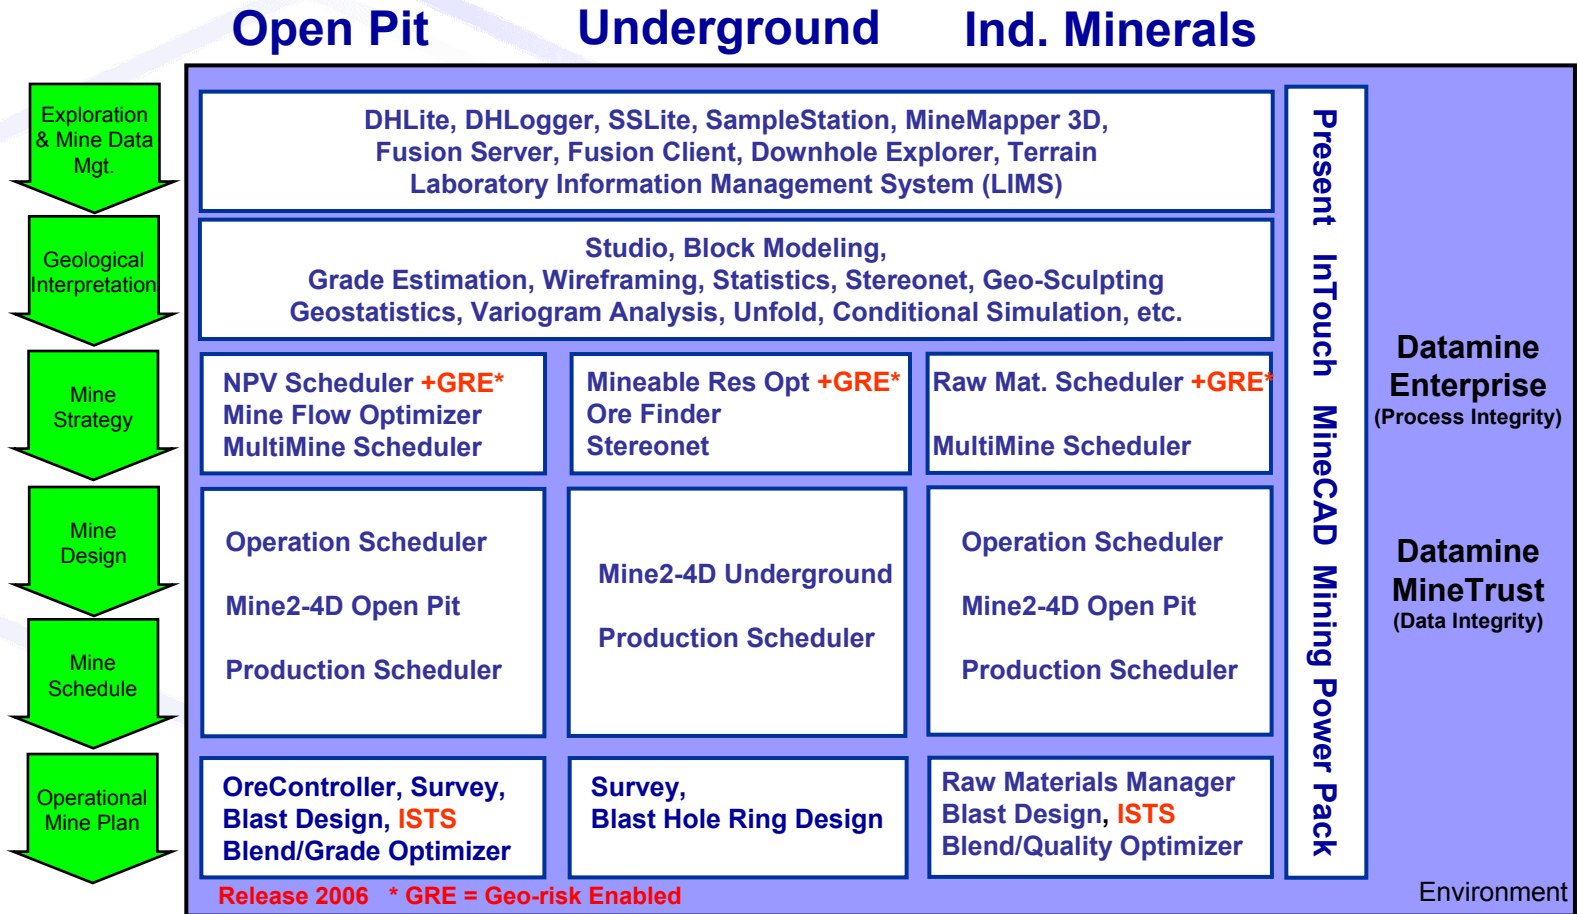 Open Pit
Underground
Ind. Minerals
Exploration
& Mine Data
Mgt.
DHLite, DHLogger, SSLite, SampleStation, MineMapper 3D,
Fusion Server, Fusion Client, Downhole Explorer, Terrain
Laboratory Information Management System (LIMS)
Geological
Interpretation
Studio, Block Modeling,
Grade Estimation, Wireframing, Statistics, Stereonet, Geo-Sculpting
Geostatistics, Variogram Analysis, Unfold, Conditional Simulation, etc.
Mine
Strategy
NPV Scheduler +GRE*
Mine Flow Optimizer
MultiMine Scheduler
Mineable Res Opt +GRE*
Ore Finder
Stereonet
Raw Mat. Scheduler +GRE*
MultiMine Scheduler
Mine
Design
Mine
Schedule
Operation Scheduler
Mine2-4D Open Pit
Production Scheduler
Mine2-4D Underground
Production Scheduler
Operation Scheduler
Mine2-4D Open Pit
Production Scheduler
Operational
Mine Plan
OreController, Survey,
Blast Design, ISTS
Blend/Grade Optimizer
Survey,
Blast Hole Ring Design
Raw Materials Manager
Blast Design, ISTS
Blend/Quality Optimizer
Present InTouch MineCAD Mining Power Pack
Datamine
Enterprise
(Process Integrity)
Datamine
MineTrust
(Data Integrity)
Release 2006 * GRE = Geo-risk Enabled
Environment